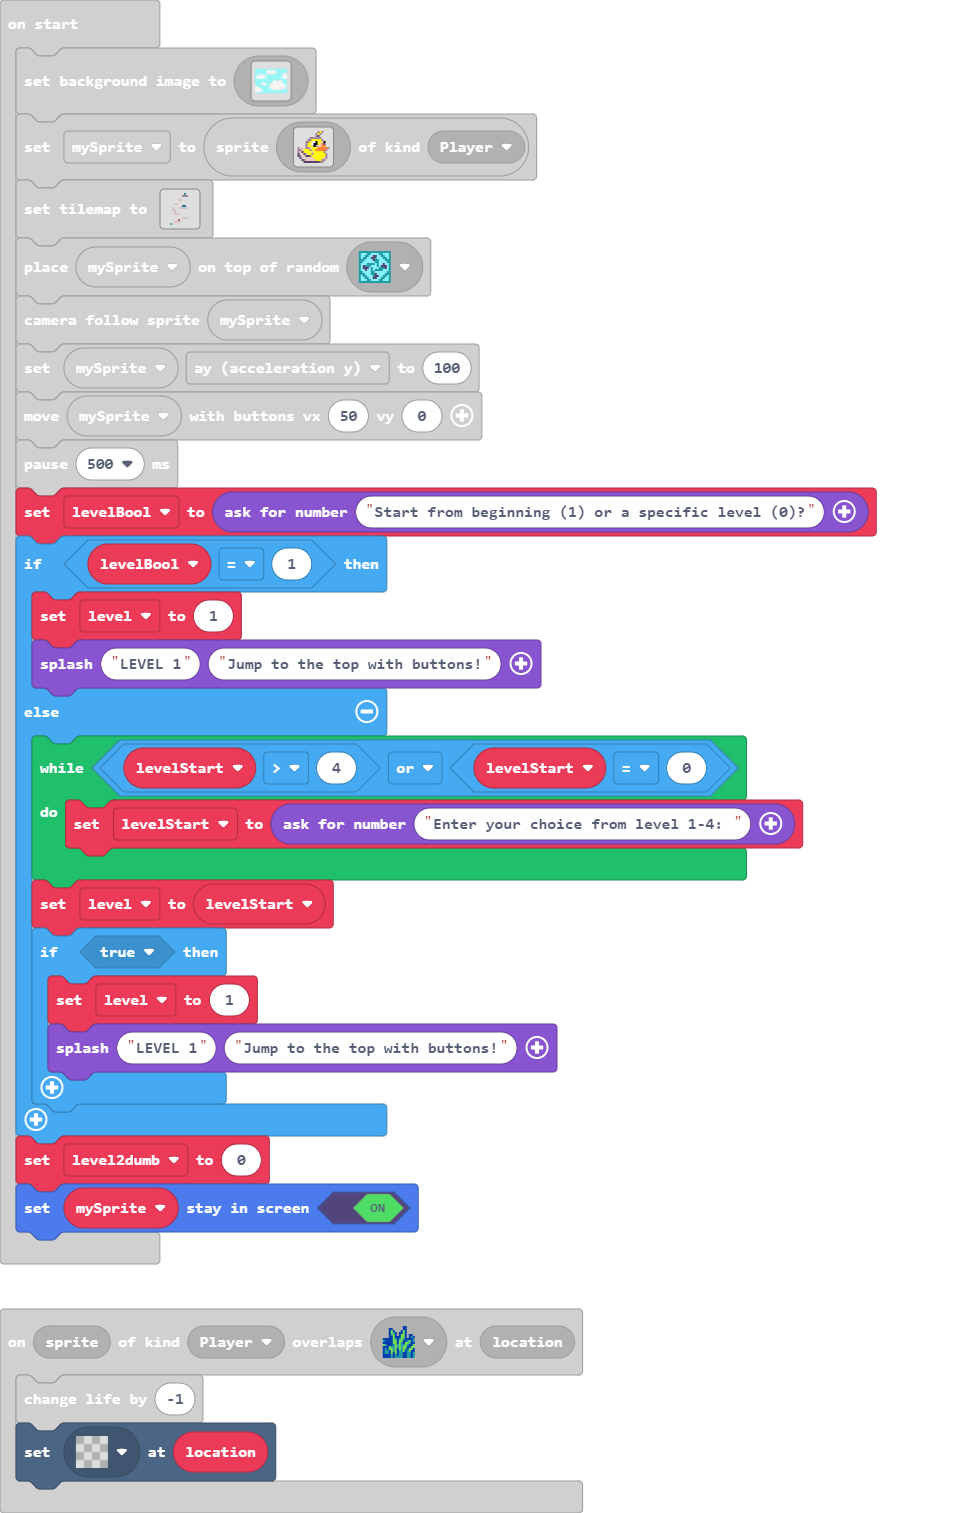 on start
set background image to
set mySprite to sprite of kind Player
set tilemap to
place mySprite on top of random
camera follow sprite mySprite
set mySprite ay (acceleration y) to 100
move mySprite with buttons vx 50 vy 0
pause 500 ms
set levelBool to ask for number "Start from beginning (1) or a specific level (0)?"
if levelBool = 1 then
set level to 1
splash "LEVEL 1" "Jump to the top with buttons!"
else
while levelStart > 4 or levelStart = 0
do set levelStart to ask for number "Enter your choice from level 1-4: "
set level to levelStart
if true then
set level to 1
splash "LEVEL 1" "Jump to the top with buttons!"
set level2dumb to 0
set mySprite stay in screen ON
on sprite of kind Player overlaps at location
change life by -1
set at location